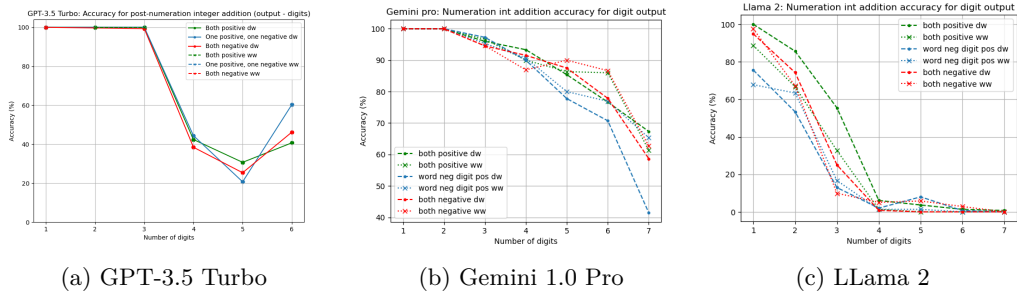 GPT-3.5 Turbo: Accuracy for post-numeration integer addition (output - digits)
Accuracy (%)
100
80
60
40
20
0
1 2 3 4 5 6
Number of digits
Both positive dw
One positive, one negative dw
Both negative dw
Both positive ww
One positive, one negative ww
Both negative ww
(a) GPT-3.5 Turbo
Gemini pro: Numeration int addition accuracy for digit output
Accuracy (%)
100
90
80
70
60
50
40
1 2 3 4 5 6 7
Number of digits
both positive dw
both positive ww
word neg digit pos dw
word neg digit pos ww
both negative dw
both negative ww
(b) Gemini 1.0 Pro
Llama 2: Numeration int addition accuracy for digit output
Accuracy (%)
100
80
60
40
20
0
1 2 3 4 5 6 7
Number of digits
both positive dw
both positive ww
word neg digit pos dw
word neg digit pos ww
both negative dw
both negative ww
(c) LLama 2